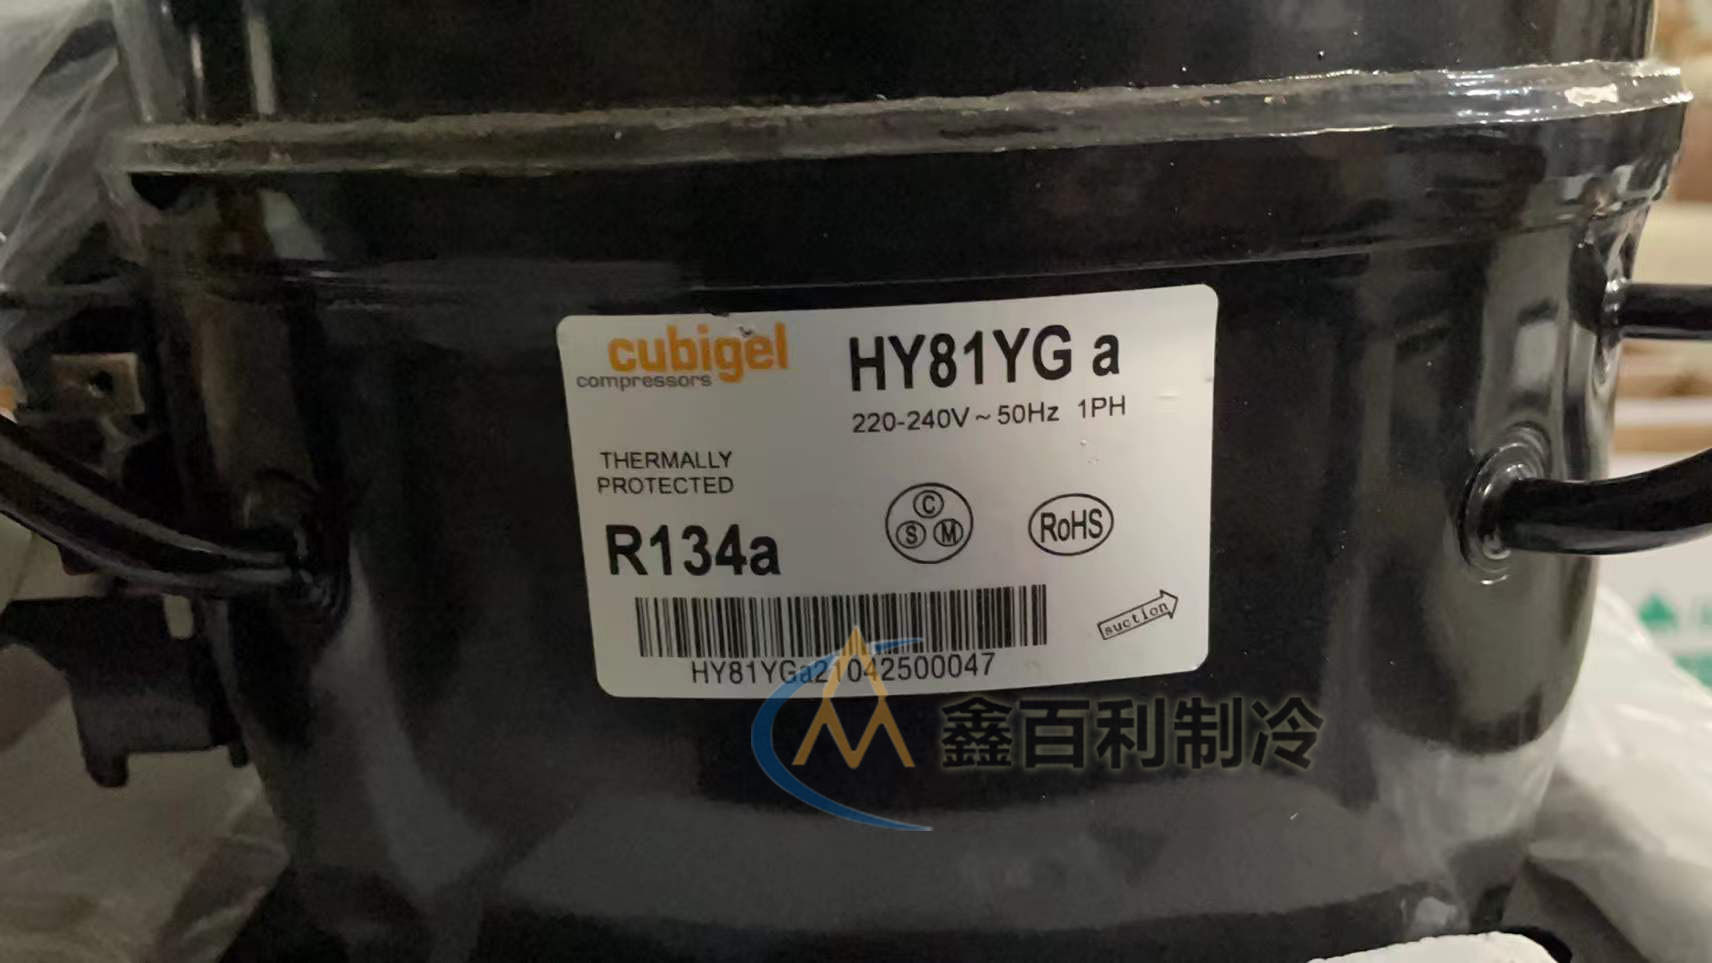 cubigel
compressors
HY81YG a
220-240V~50Hz 1PH
THERMALLY
PROTECTED
R134a
C
S M
RoHS
suction
HY81YGa21042500047
鑫百利制冷